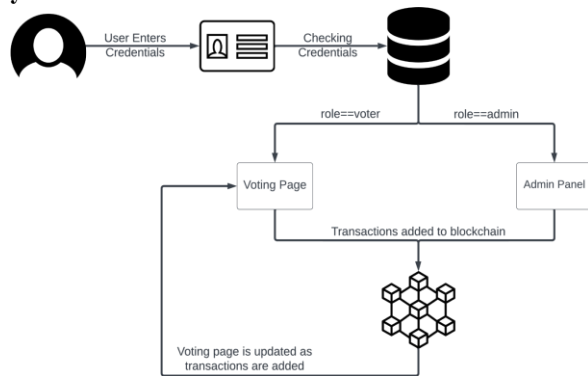 y
User Enters
Credentials
Checking
Credentials
role==voter
role==admin
Voting Page
Admin Panel
Transactions added to blockchain
Voting page is updated as
transactions are added